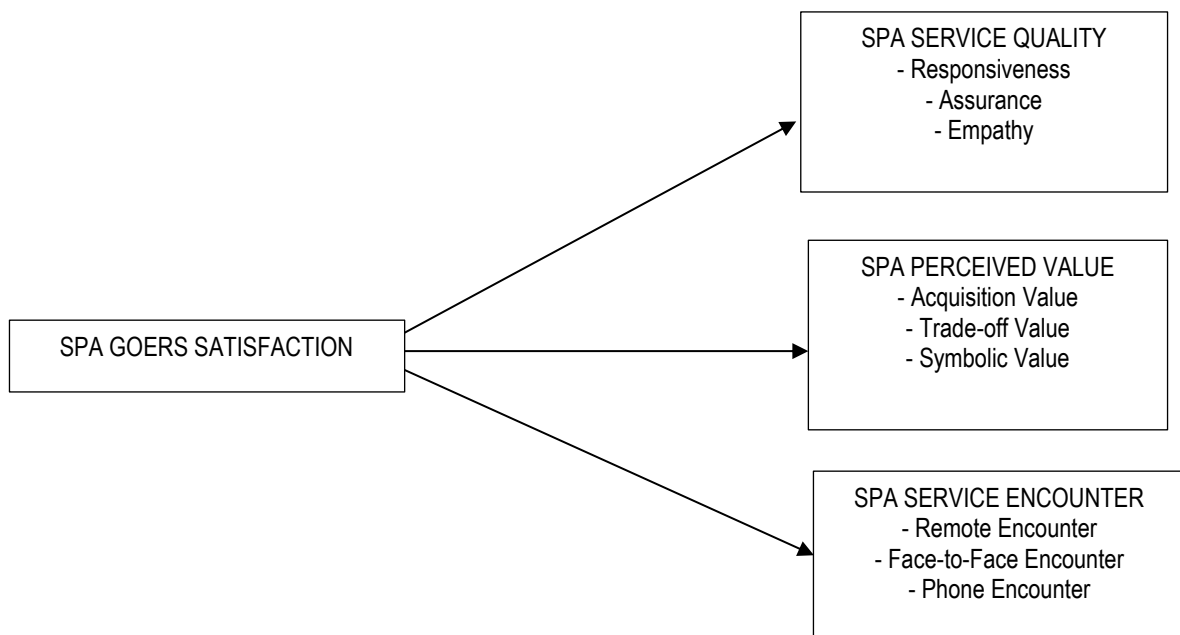 SPA SERVICE QUALITY
- Responsiveness
- Assurance
- Empathy
SPA PERCEIVED VALUE
- Acquisition Value
- Trade-off Value
- Symbolic Value
SPA GOERS SATISFACTION
SPA SERVICE ENCOUNTER
- Remote Encounter
- Face-to-Face Encounter
- Phone Encounter